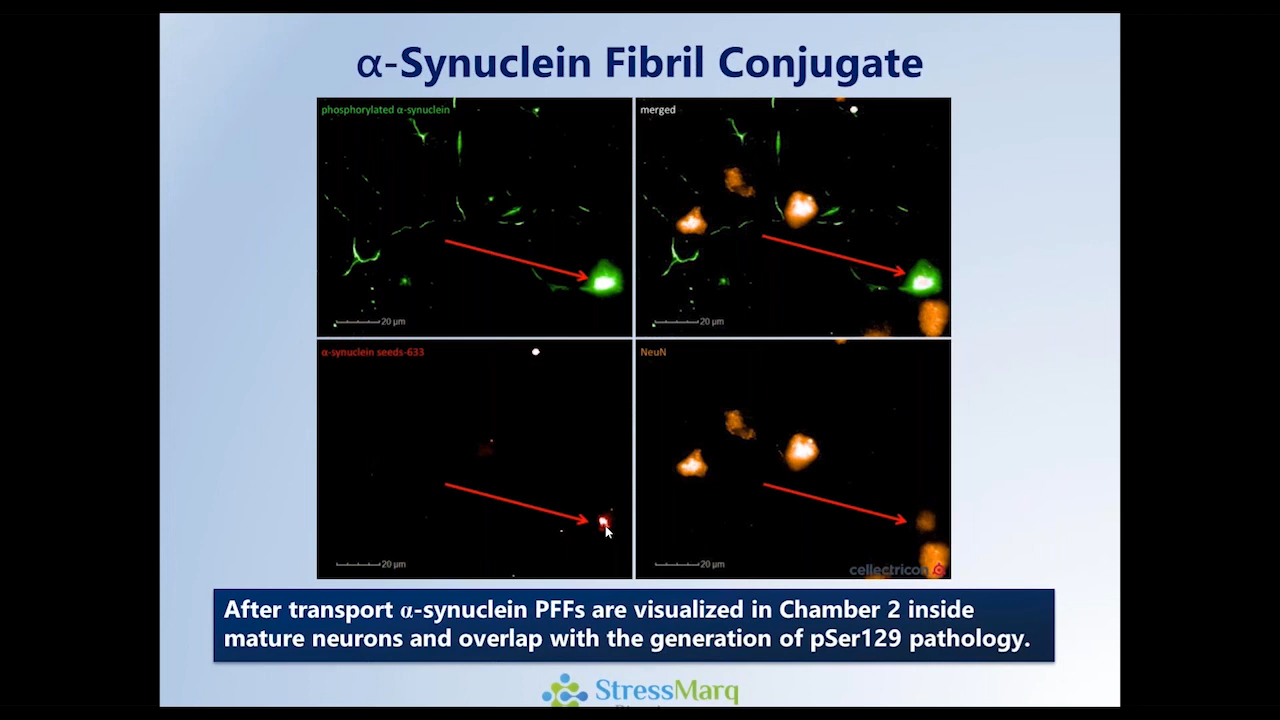 α-Synuclein Fibril Conjugate
phosphorylated α-synuclein
merged
20 μm
20 μm
α-synuclein seeds-633
NeuN
20 μm
20 μm
cellectricon
After transport α-synuclein PFFs are visualized in Chamber 2 inside
mature neurons and overlap with the generation of pSer129 pathology.
StressMarq